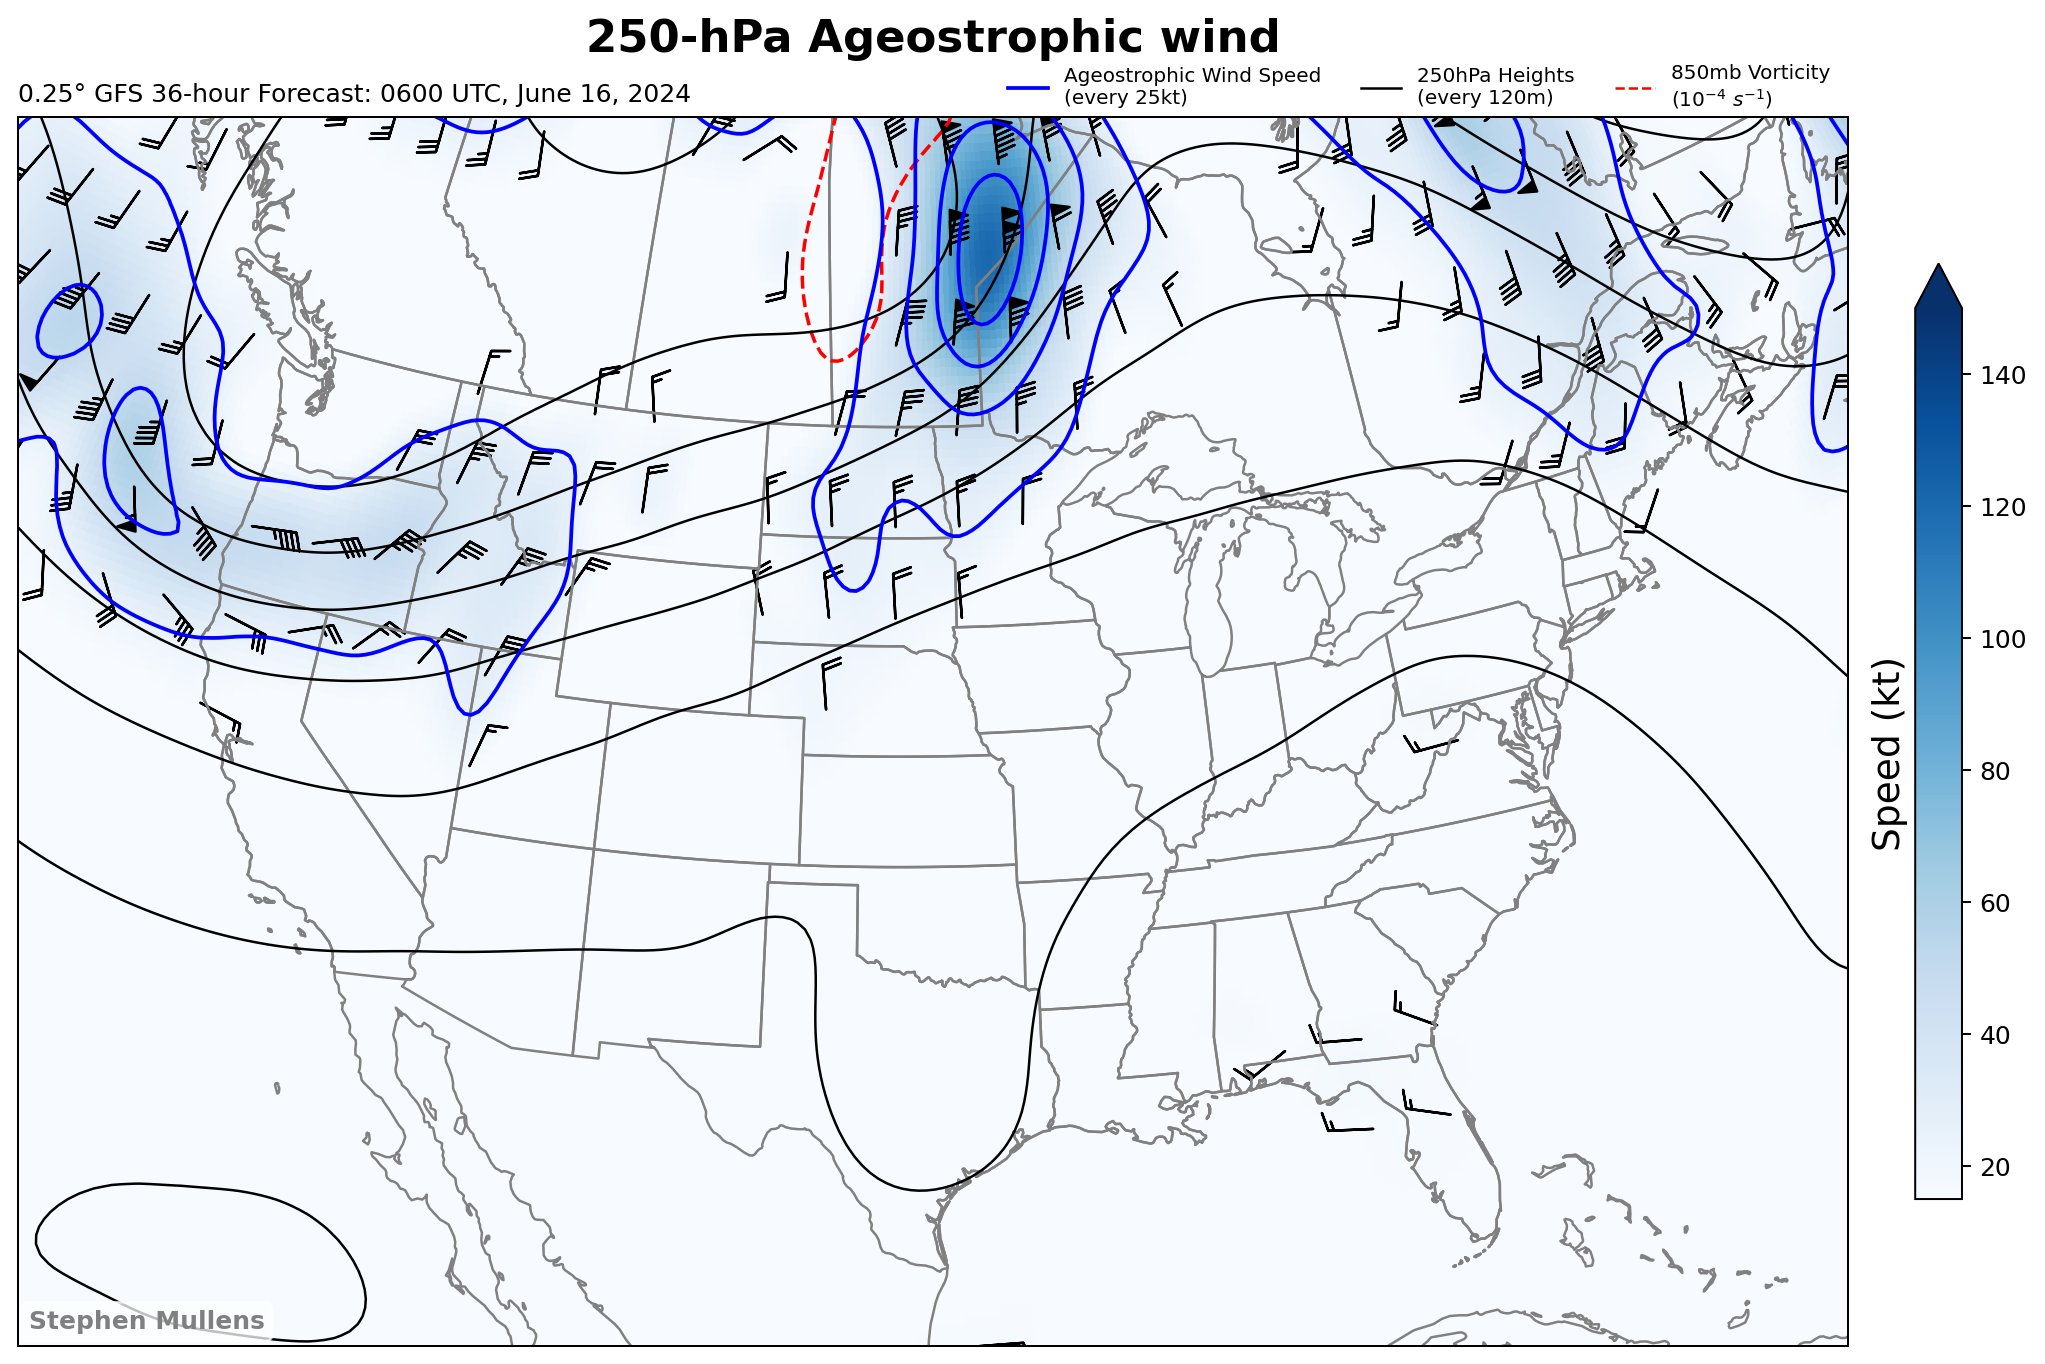 250-hPa Ageostrophic wind
0.25° GFS 36-hour Forecast: 0600 UTC, June 16, 2024
Ageostrophic Wind Speed
(every 25kt)
250hPa Heights
(every 120m)
850mb Vorticity
(10⁻⁴ s⁻¹)
140
120
100
80
60
40
20
Speed (kt)
Stephen Mullens